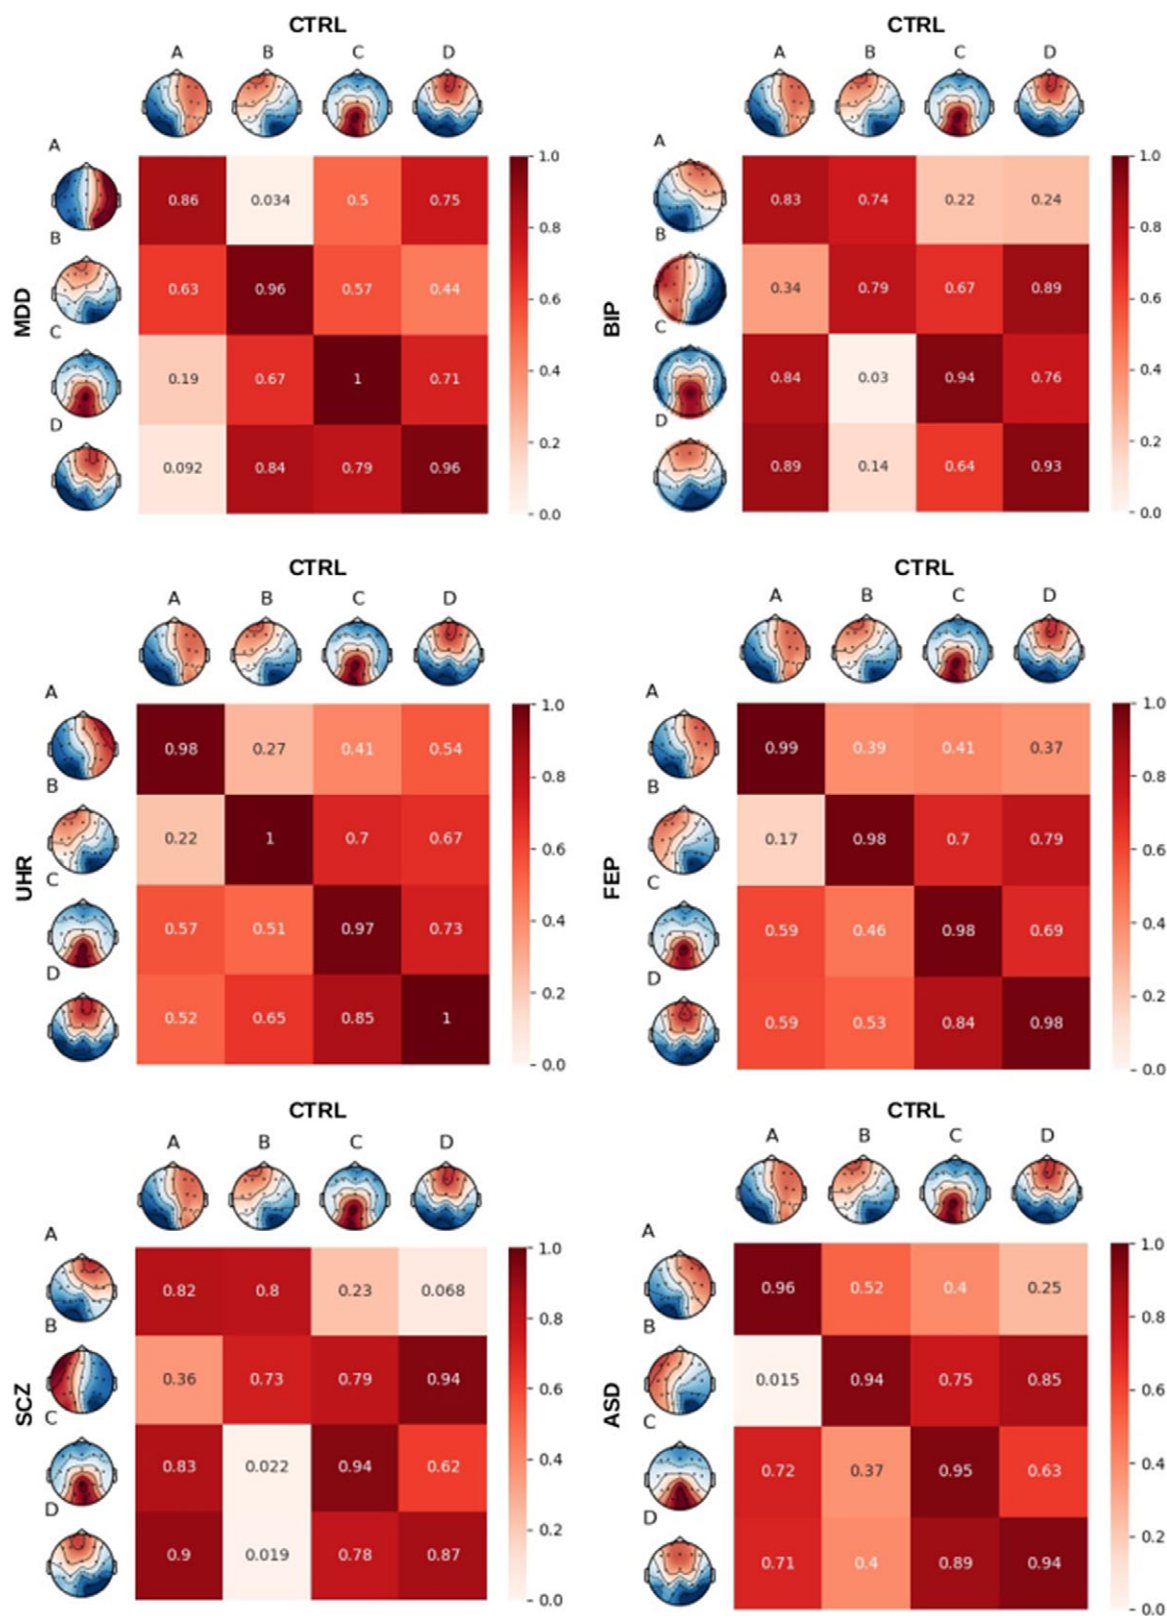 CTRL
A B C D
A
1.0
0.86 0.034 0.5 0.75
B
0.8
MDD
0.63 0.96 0.57 0.44
0.6
C
0.19 0.67 1 0.71
0.4
D
0.2
0.092 0.84 0.79 0.96
0.0
CTRL
A B C D
A
1.0
0.83 0.74 0.22 0.24
B
0.8
BIP
0.34 0.79 0.67 0.89
0.6
C
0.84 0.03 0.94 0.76
0.4
D
0.2
0.89 0.14 0.64 0.93
0.0
CTRL
A B C D
A
1.0
0.98 0.27 0.41 0.54
B
0.8
UHR
0.22 1 0.7 0.67
0.6
C
0.57 0.51 0.97 0.73
0.4
D
0.2
0.52 0.65 0.85 1
0.0
CTRL
A B C D
A
1.0
0.99 0.39 0.41 0.37
B
0.8
FEP
0.17 0.98 0.7 0.79
0.6
C
0.59 0.46 0.98 0.69
0.4
D
0.2
0.59 0.53 0.84 0.98
0.0
CTRL
A B C D
A
1.0
0.82 0.8 0.23 0.068
B
0.8
SCZ
0.36 0.73 0.79 0.94
0.6
C
0.83 0.022 0.94 0.62
0.4
D
0.2
0.9 0.019 0.78 0.87
0.0
CTRL
A B C D
A
1.0
0.96 0.52 0.4 0.25
B
0.8
ASD
0.015 0.94 0.75 0.85
0.6
C
0.72 0.37 0.95 0.63
0.4
D
0.2
0.71 0.4 0.89 0.94
0.0